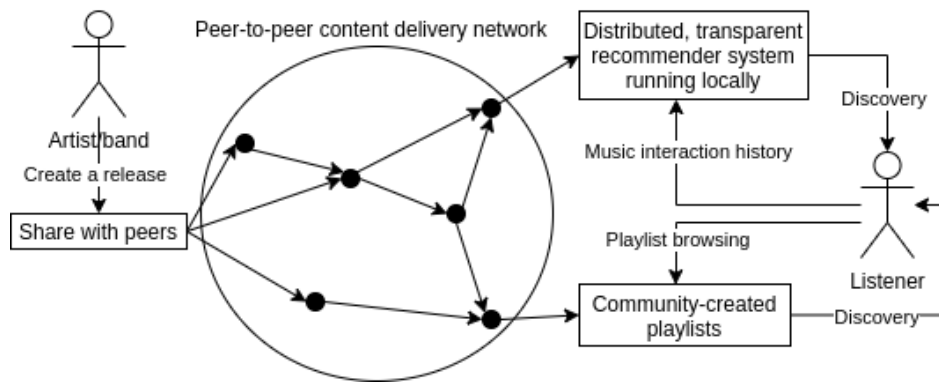 Peer-to-peer content delivery network
Artist/band
Create a release
Share with peers
Distributed, transparent
recommender system
running locally
Discovery
Music interaction history
Playlist browsing
Listener
Community-created
playlists
Discovery